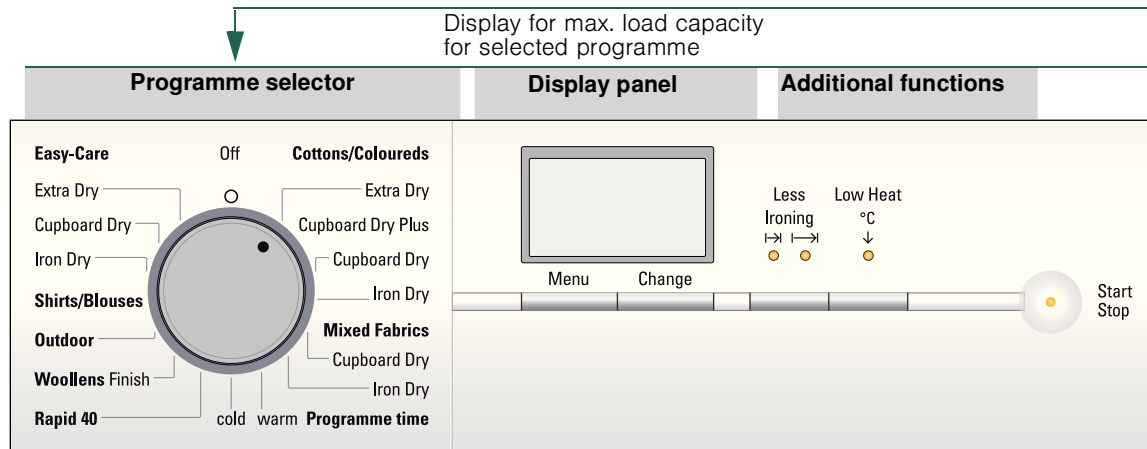 Display for max. load capacity
for selected programme
Programme selector
Display panel
Additional functions
Easy-Care
Off
Cottons/Coloureds
Extra Dry
Extra Dry
Cupboard Dry
Cupboard Dry Plus
Iron Dry
Cupboard Dry
Shirts/Blouses
Iron Dry
Outdoor
Mixed Fabrics
Cupboard Dry
Woollens Finish
Iron Dry
Rapid 40
cold
warm
Programme time
Menu
Change
Less
Ironing
Low Heat
°C
Start
Stop